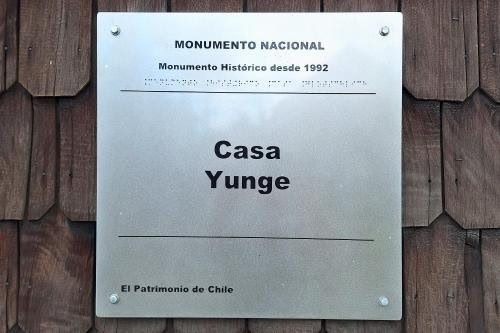 MONUMENTO NACIONAL
Monumento Histórico desde 1992
Casa
Yunge
El Patrimonio de Chile